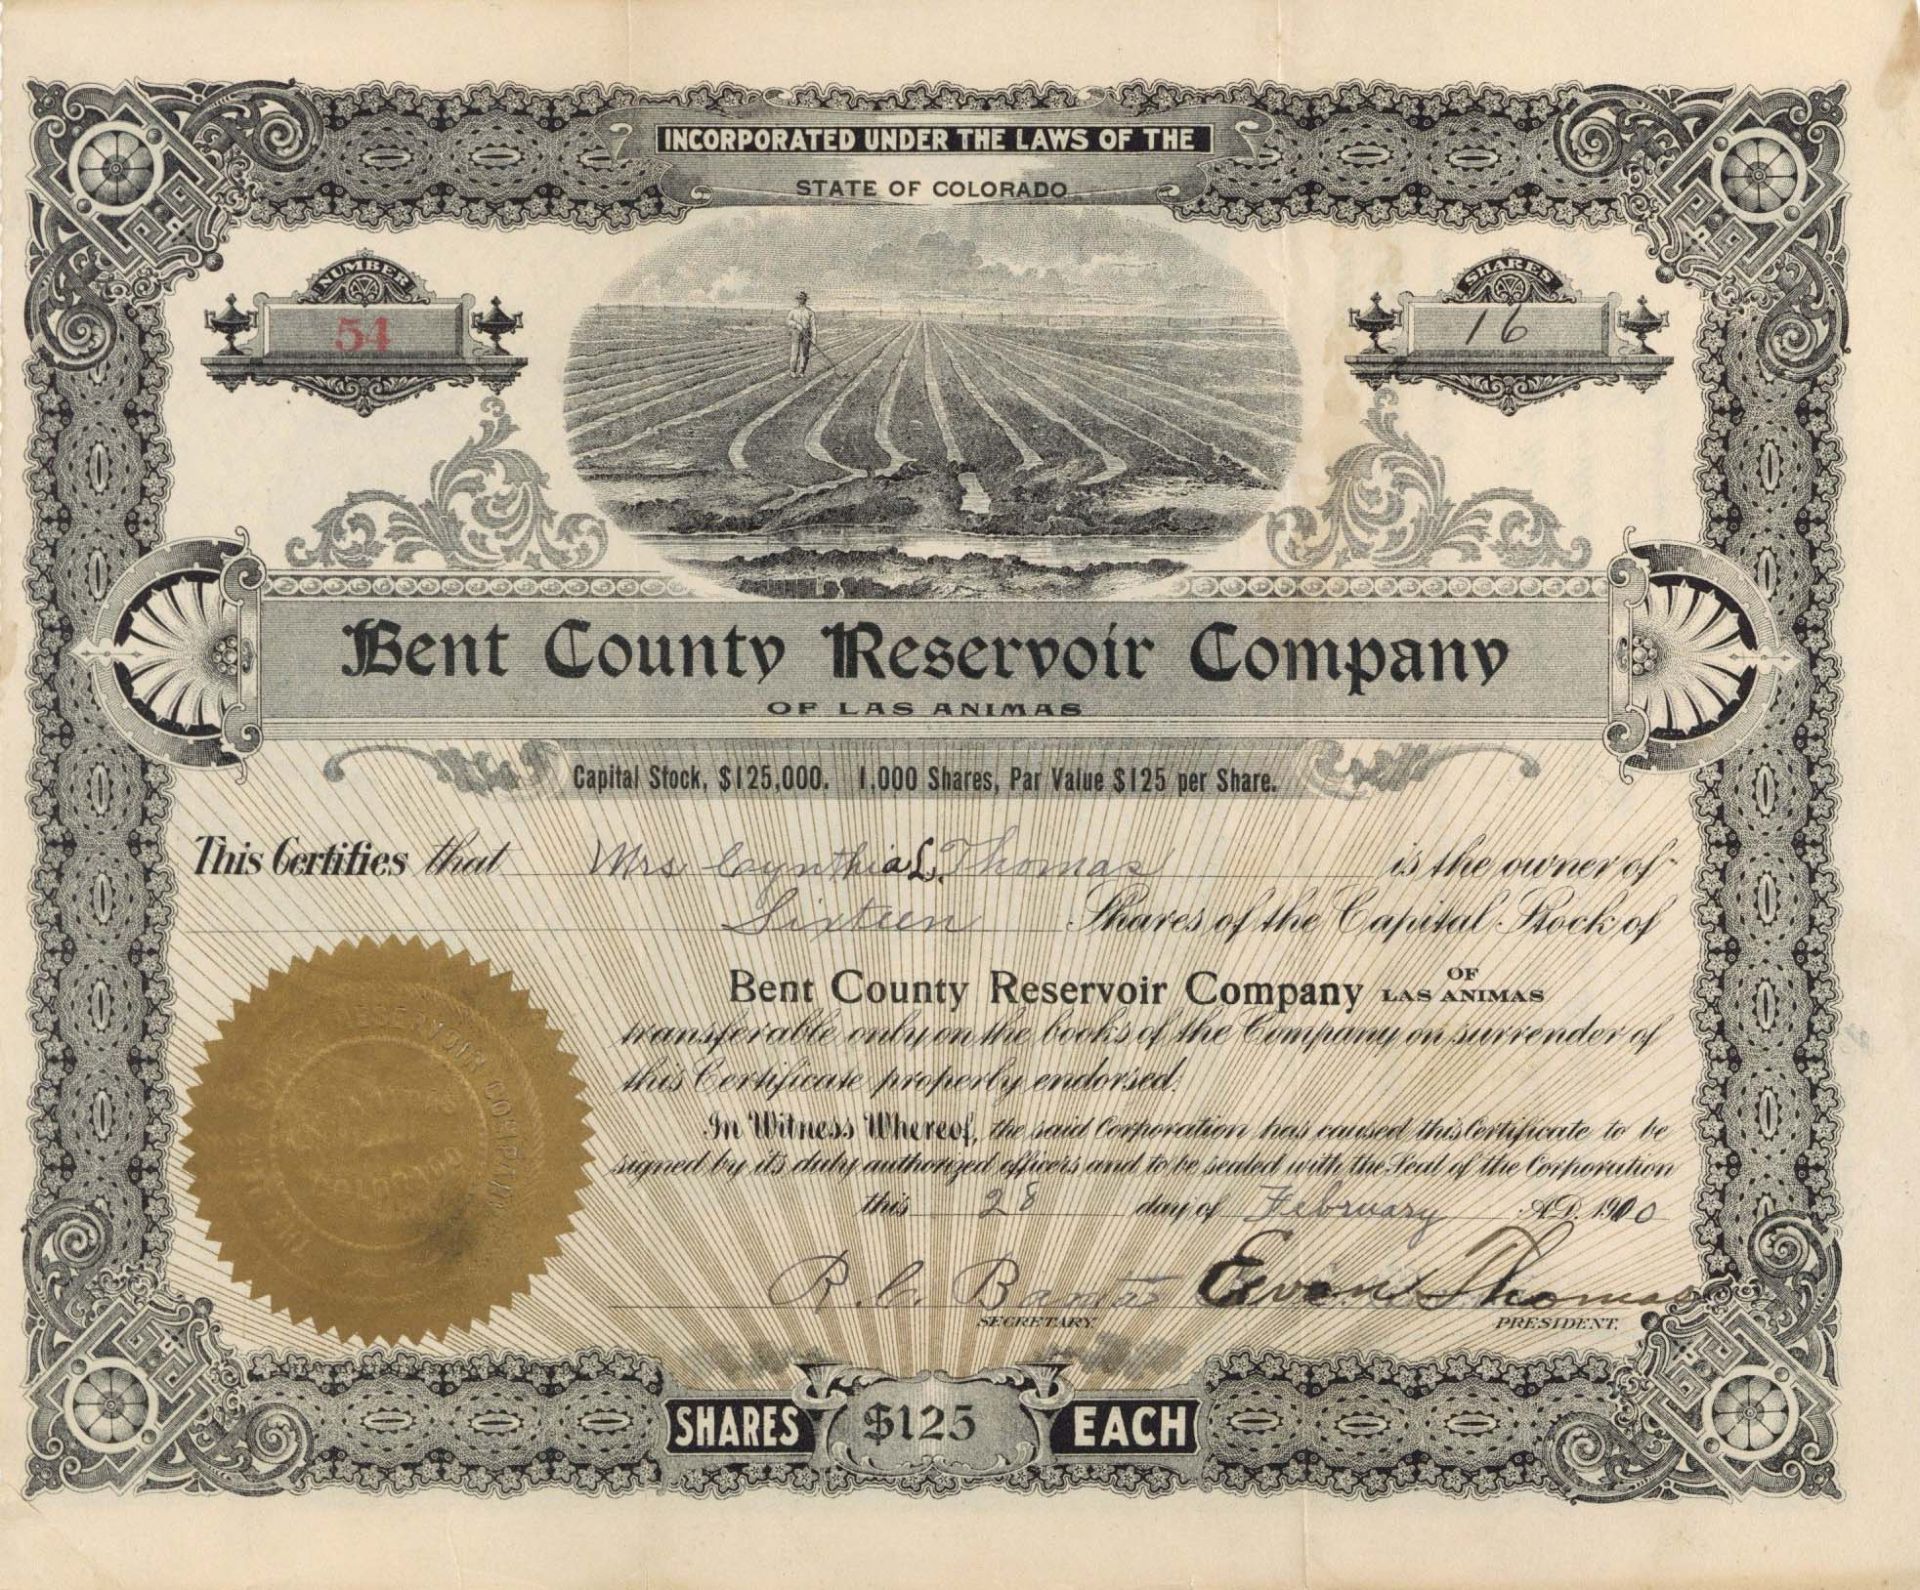 INCORPORATED UNDER THE LAWS OF THE
STATE OF COLORADO
NUMBER
54
SHARES
16
Bent County Reservoir Company
OF LAS ANIMAS
Capital Stock, $125,000. 1,000 Shares, Par Value $125 per Share.
This Certifies that Mrs Cynthia L. Thomas is the owner of
Sixteen Shares of the Capital Stock of
Bent County Reservoir Company OF LAS ANIMAS
transferable only on the books of the Company on surrender of
this Certificate properly endorsed.
In Witness Whereof, the said Corporation has caused this Certificate to be
signed by its duly authorized officers and to be sealed with the Seal of the Corporation
this 28 day of February A.D. 1910
R. C. Evan Thomas
SECRETARY. PRESIDENT.
RESERVOIR COMPANY
COLORADO
SHARES $125 EACH